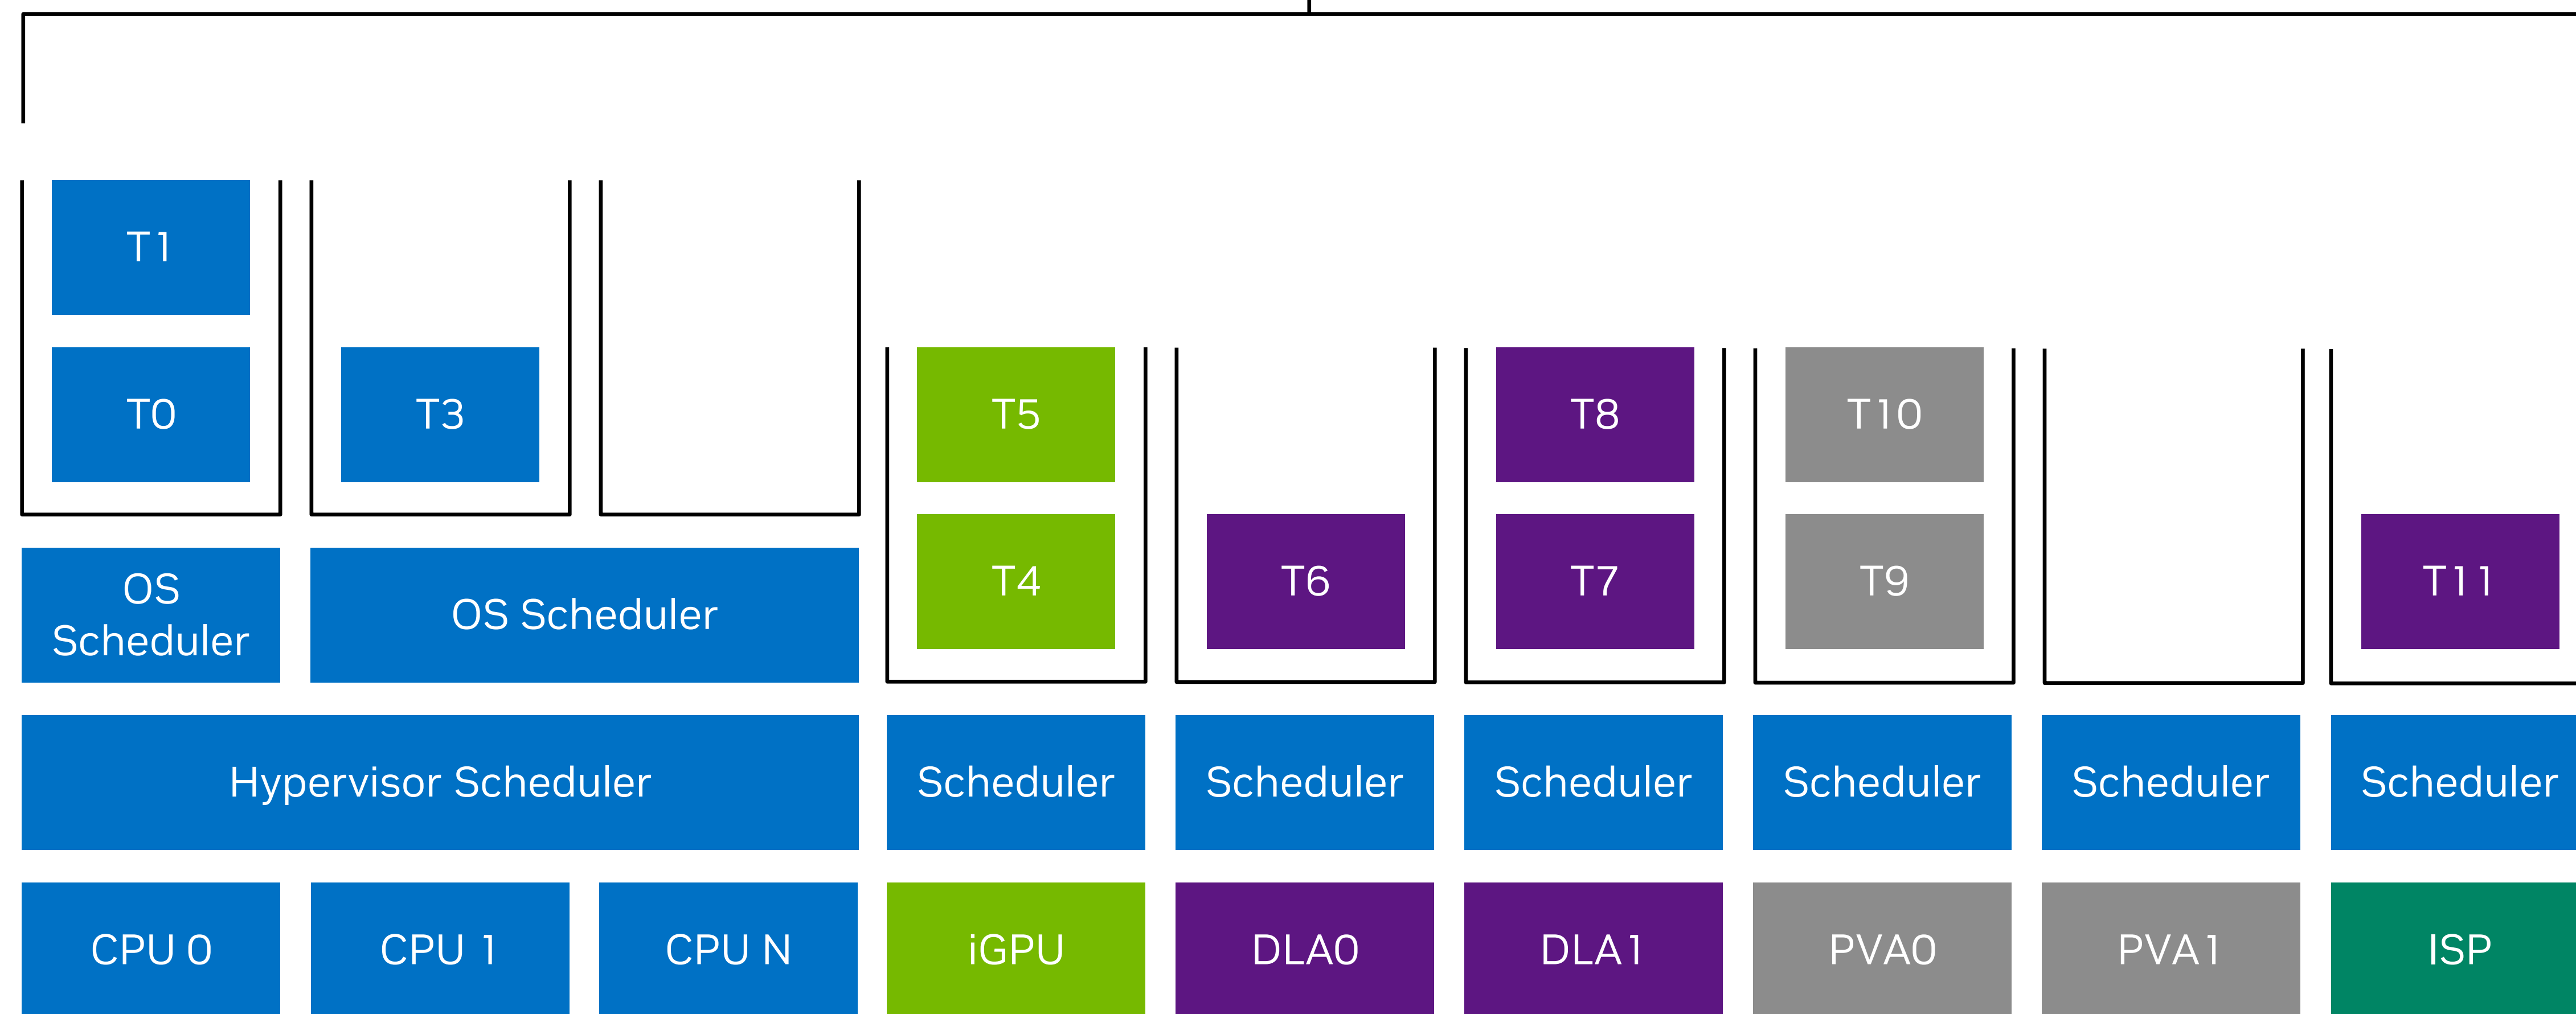 T1
T0
T3
T5
T8
T10
T4
T6
T7
T9
T11
OS
Scheduler
OS Scheduler
Hypervisor Scheduler
Scheduler
Scheduler
Scheduler
Scheduler
Scheduler
Scheduler
CPU 0
CPU 1
CPU N
iGPU
DLA0
DLA1
PVA0
PVA1
ISP